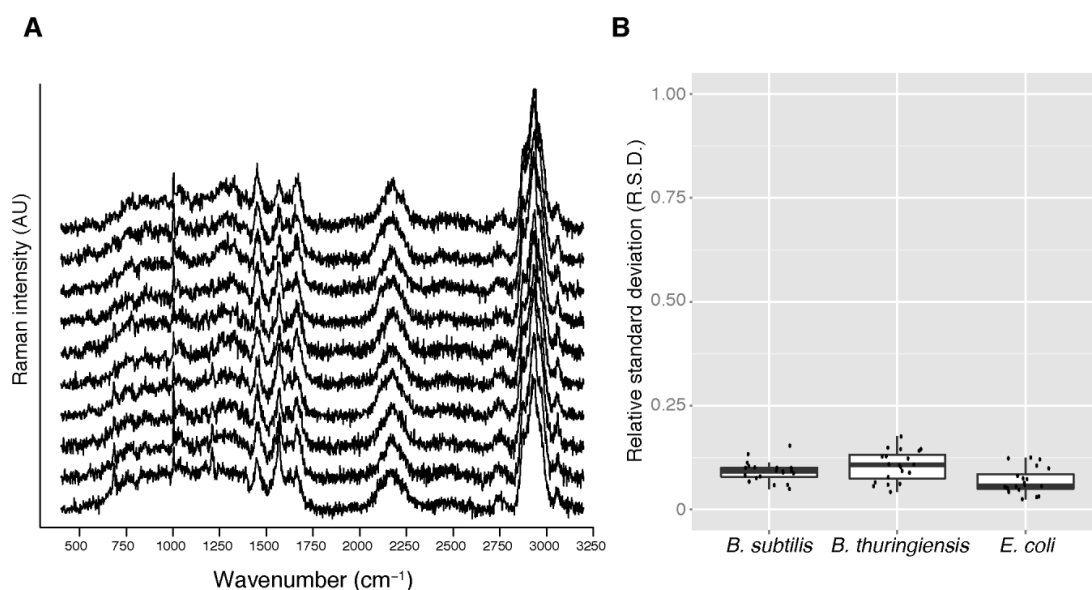 A
Raman intensity (AU)
500 750 1000 1250 1500 1750 2000 2250 2500 2750 3000 3250
Wavenumber (cm⁻¹)
B
Relative standard deviation (R.S.D.)
1.00
0.75
0.50
0.25
0
B. subtilis B. thuringiensis E. coli